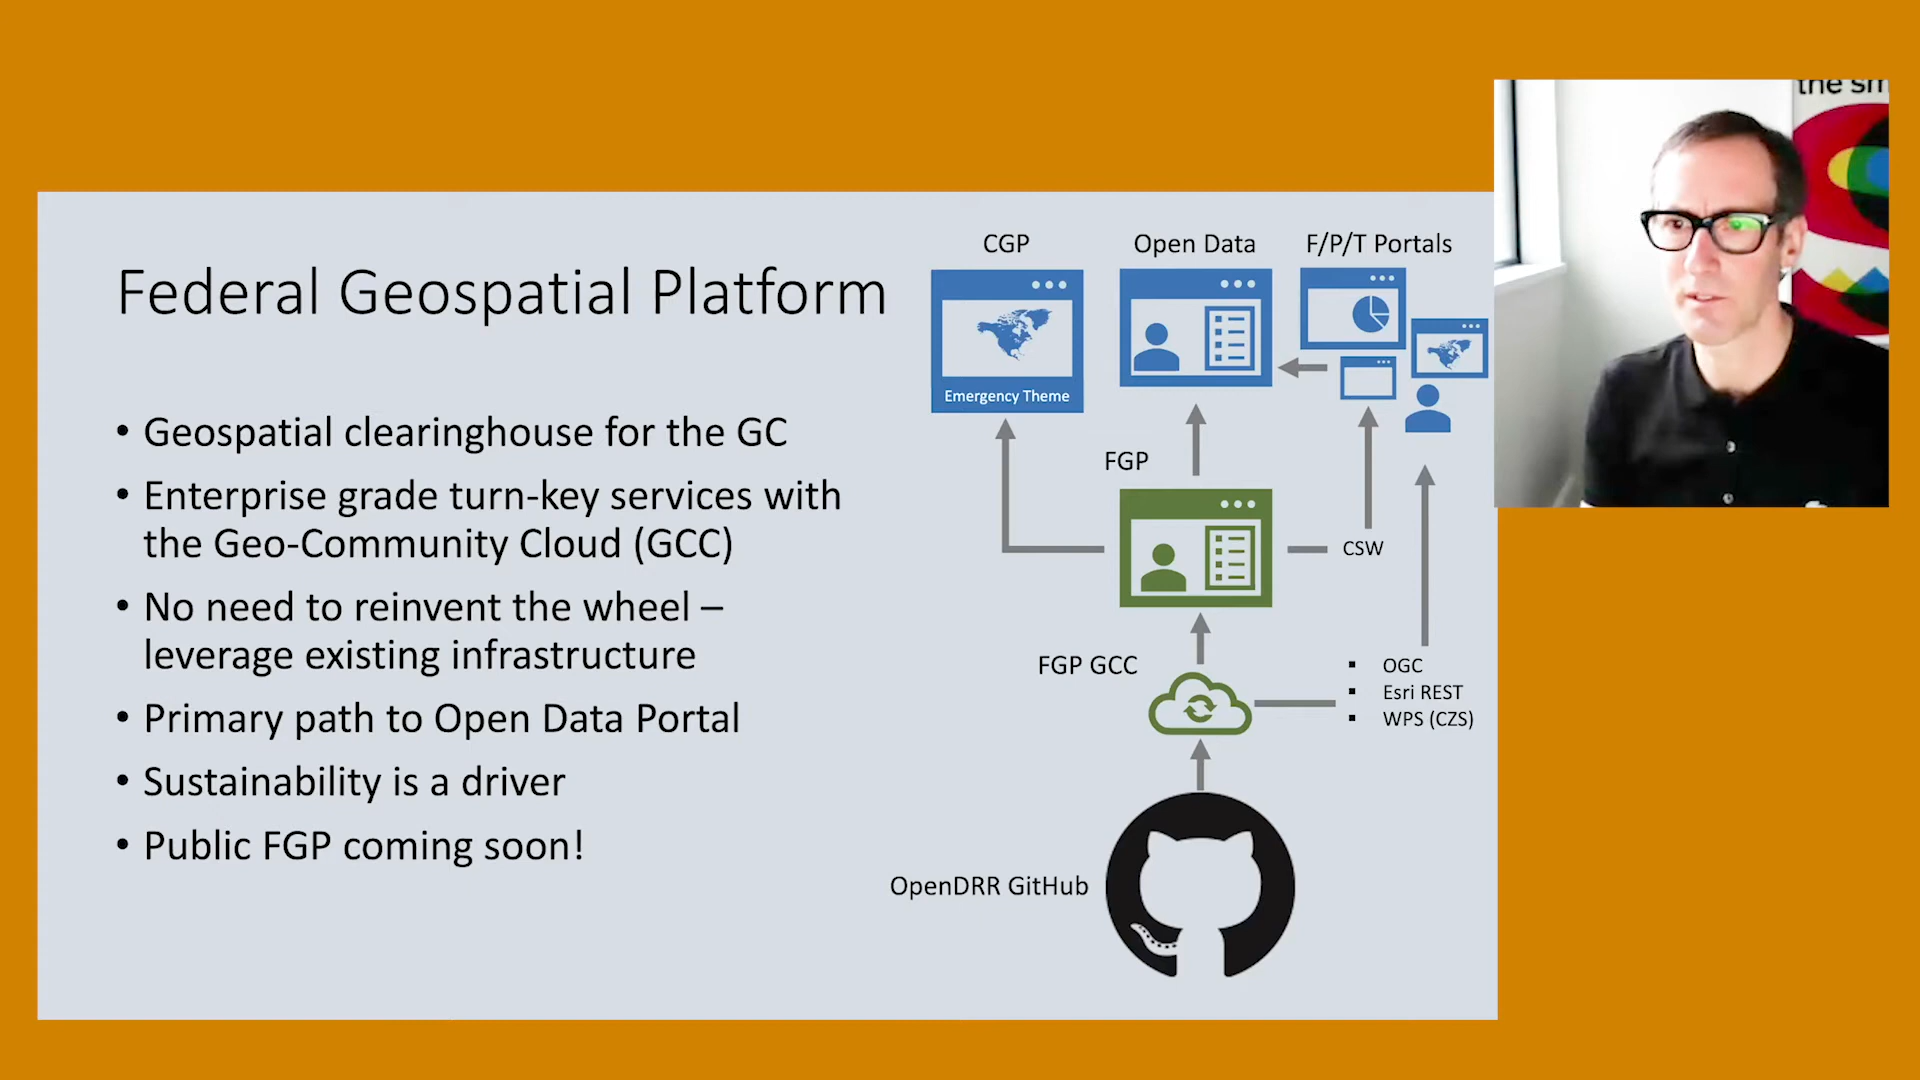 the sm
Federal Geospatial Platform
• Geospatial clearinghouse for the GC
• Enterprise grade turn-key services with
the Geo-Community Cloud (GCC)
• No need to reinvent the wheel –
leverage existing infrastructure
• Primary path to Open Data Portal
• Sustainability is a driver
• Public FGP coming soon!
CGP
Open Data
F/P/T Portals
Emergency Theme
FGP
CSW
FGP GCC
▪ OGC
▪ Esri REST
▪ WPS (CZS)
OpenDRR GitHub